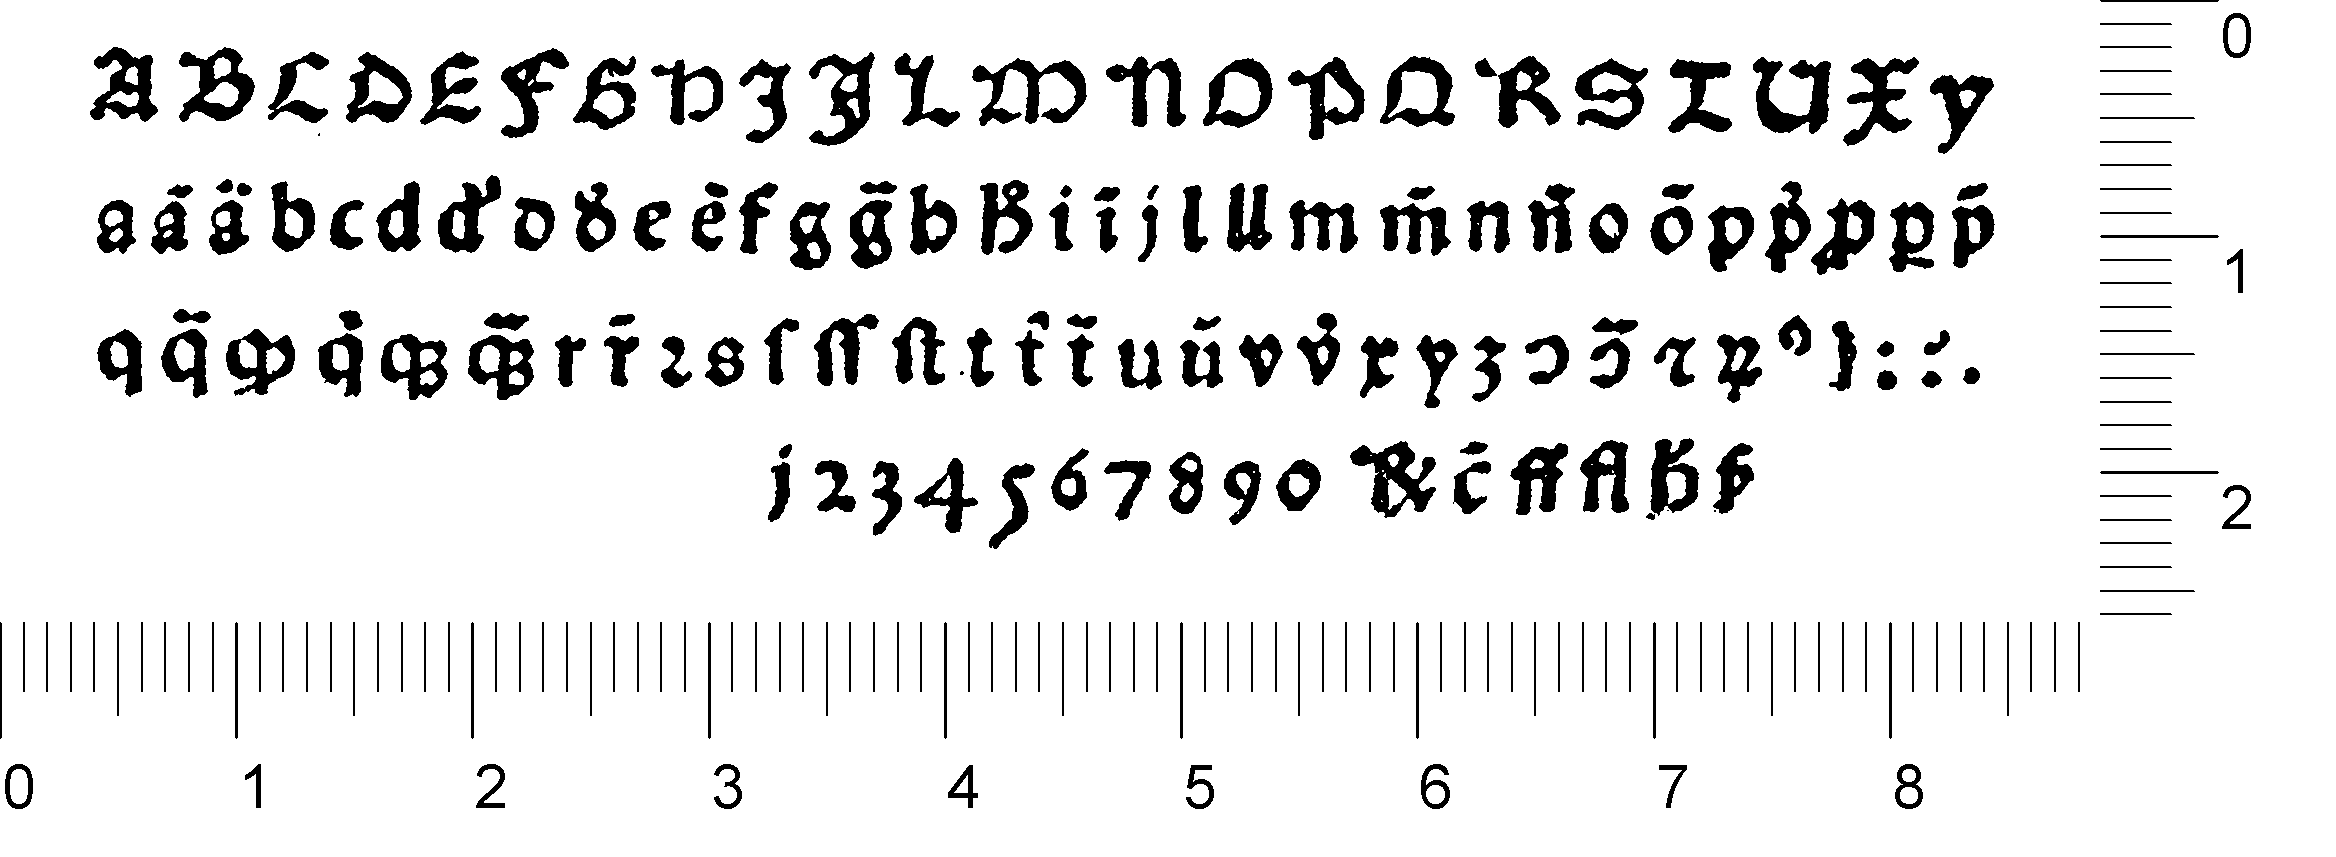 A B C D E F G H I J L M N O P Q R S T U X y
a ā ä b c d d' o e ē f g g̃ h i ī j l ll m m̄ n n̄ o ō p ꝓ ꝑ p̄
q q̃ ꝙ r r̄ ꝛ s ſ ſſ ſt t t̄ u ū v x y ʒ ɔ : .
j 2 3 4 5 6 7 8 9 0 & c̄ ff fl
0
1
2
0 1 2 3 4 5 6 7 8